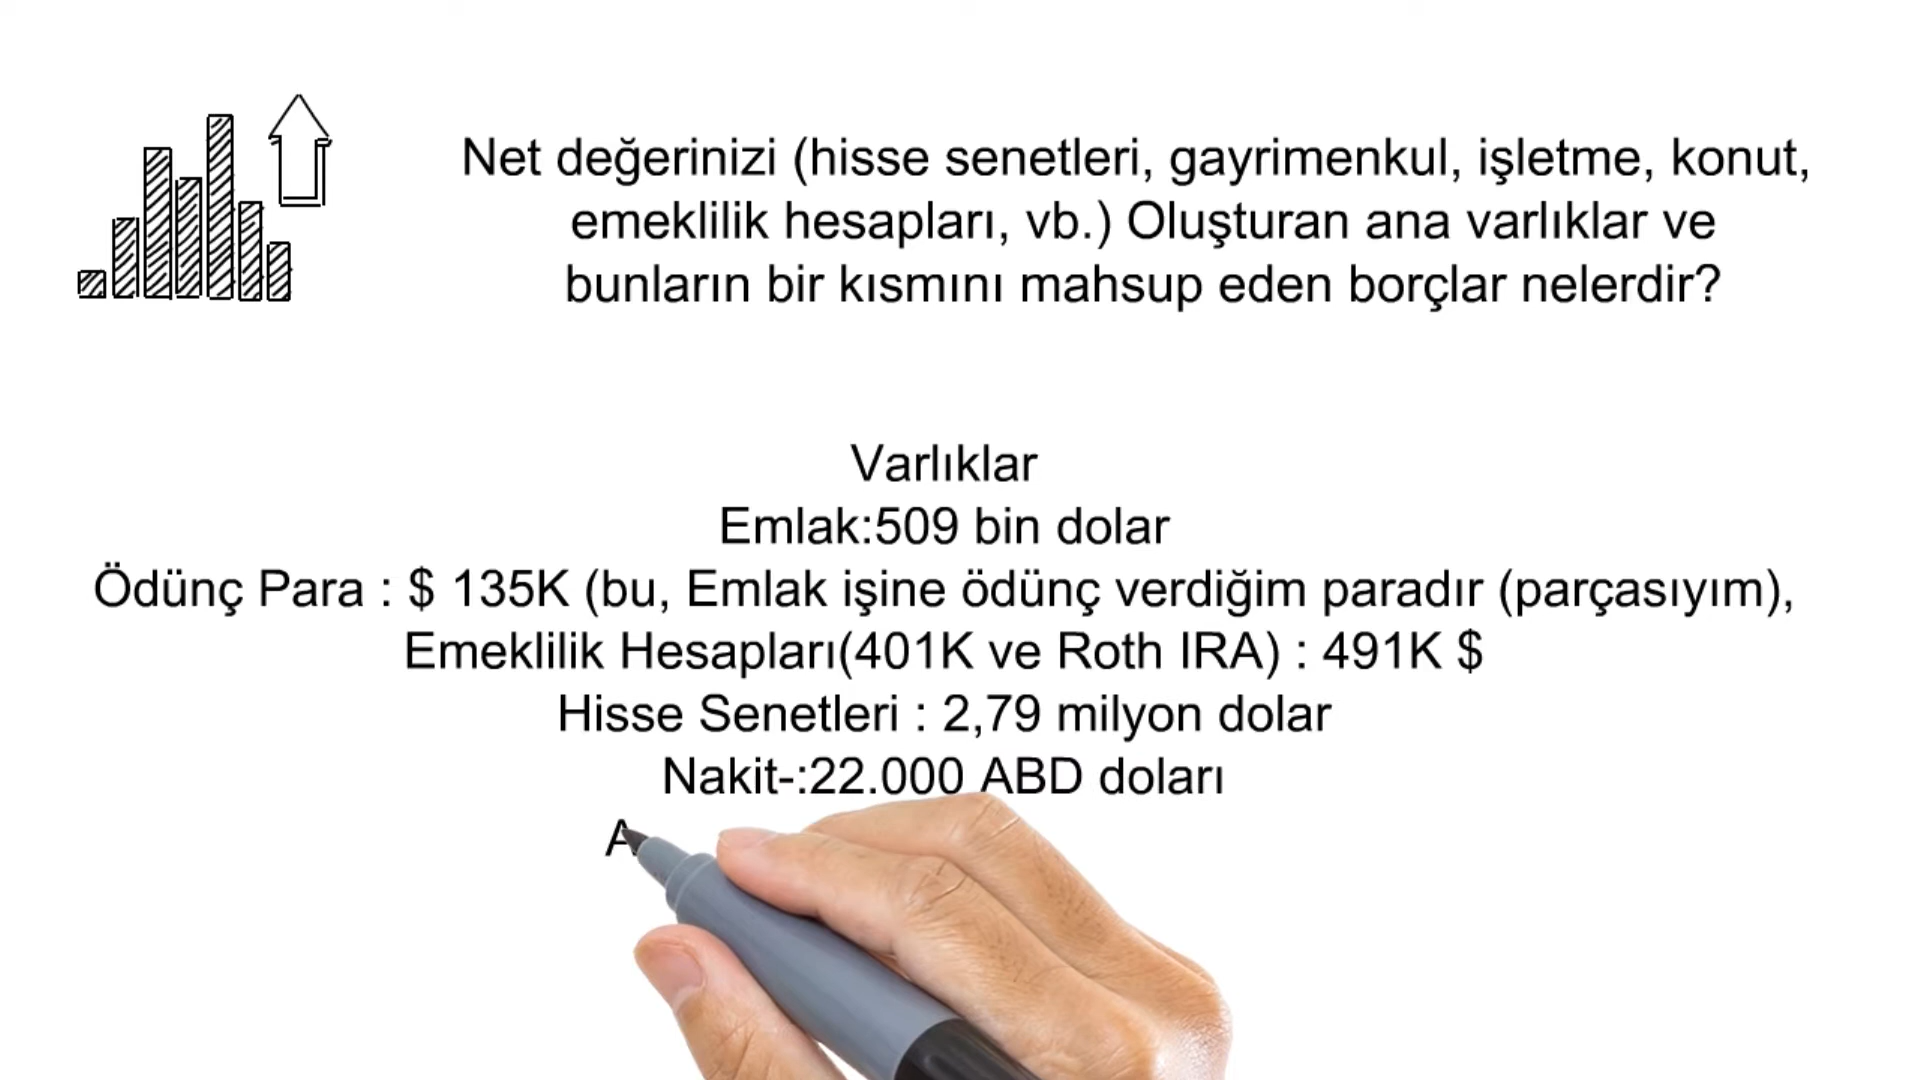 Net değerinizi (hisse senetleri, gayrimenkul, işletme, konut,
emeklilik hesapları, vb.) Oluşturan ana varlıklar ve
bunların bir kısmını mahsup eden borçlar nelerdir?
Varlıklar
Emlak:509 bin dolar
Ödünç Para : $ 135K (bu, Emlak işine ödünç verdiğim paradır (parçasıyım),
Emeklilik Hesapları(401K ve Roth IRA) : 491K $
Hisse Senetleri : 2,79 milyon dolar
Nakit-:22.000 ABD doları
A